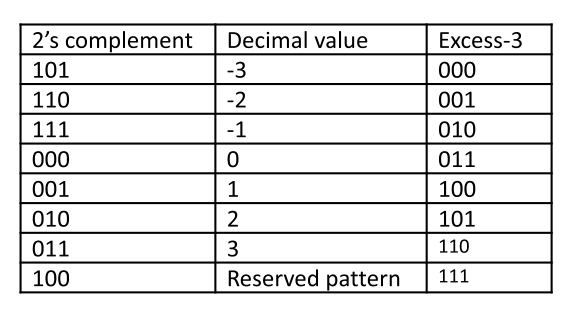 2’s complement Decimal value Excess-3
101 -3 000
110 -2 001
111 -1 010
000 0 011
001 1 100
010 2 101
011 3 110
100 Reserved pattern 111